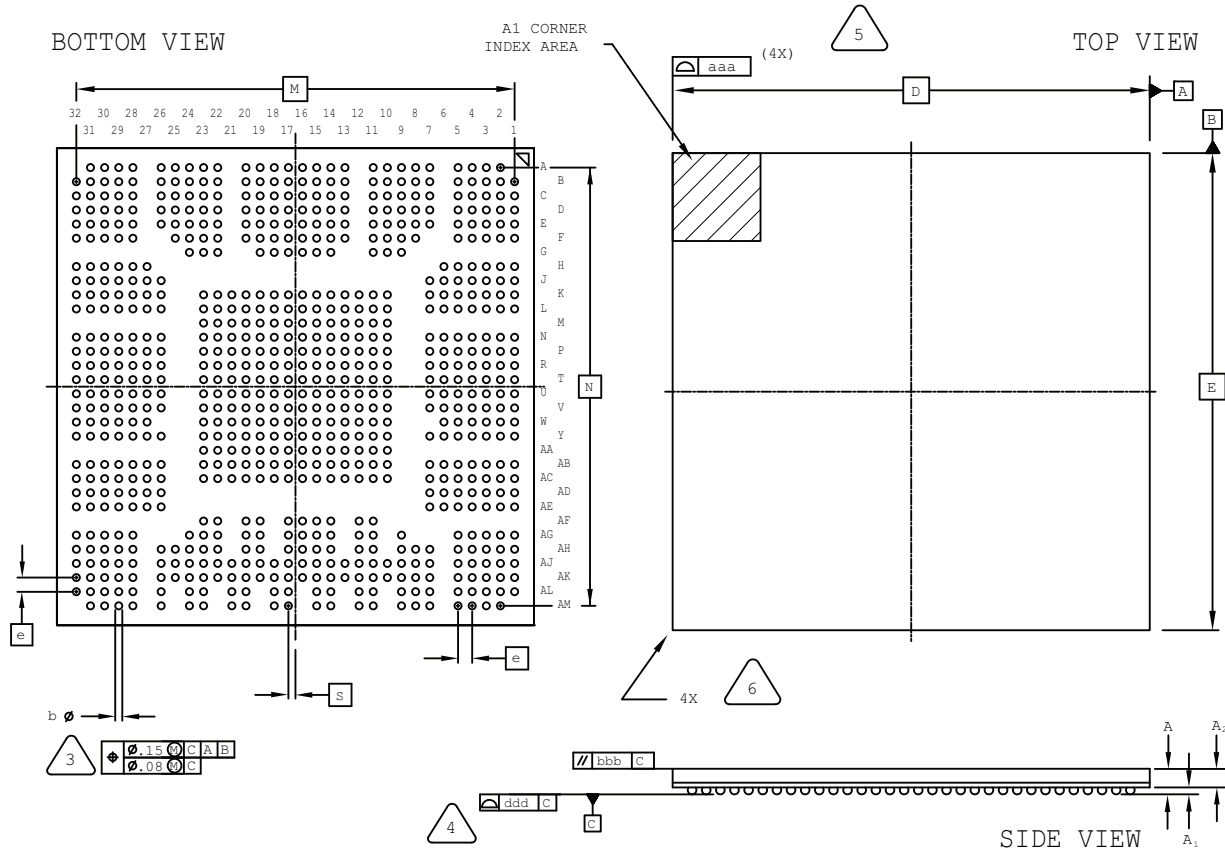 BOTTOM VIEW
A1 CORNER
INDEX AREA
5
TOP VIEW
aaa
(4X)
M
D
A
32 30 28 26 24 22 20 18 16 14 12 10 8 6 4 2
31 29 27 25 23 21 19 17 15 13 11 9 7 5 3 1
B
A
B
C
D
E
F
G
H
J
K
L
M
N
P
R
T
U
V
W
Y
AA
AB
AC
AD
AE
AF
AG
AH
AJ
AK
AL
AM
N
E
e
e
S
b ⌀
3
⌖ ⌀.15 Ⓜ C A B
⌀.08 Ⓜ C
4X
6
// bbb C
A
A2
ddd C
4
C
A1
SIDE VIEW